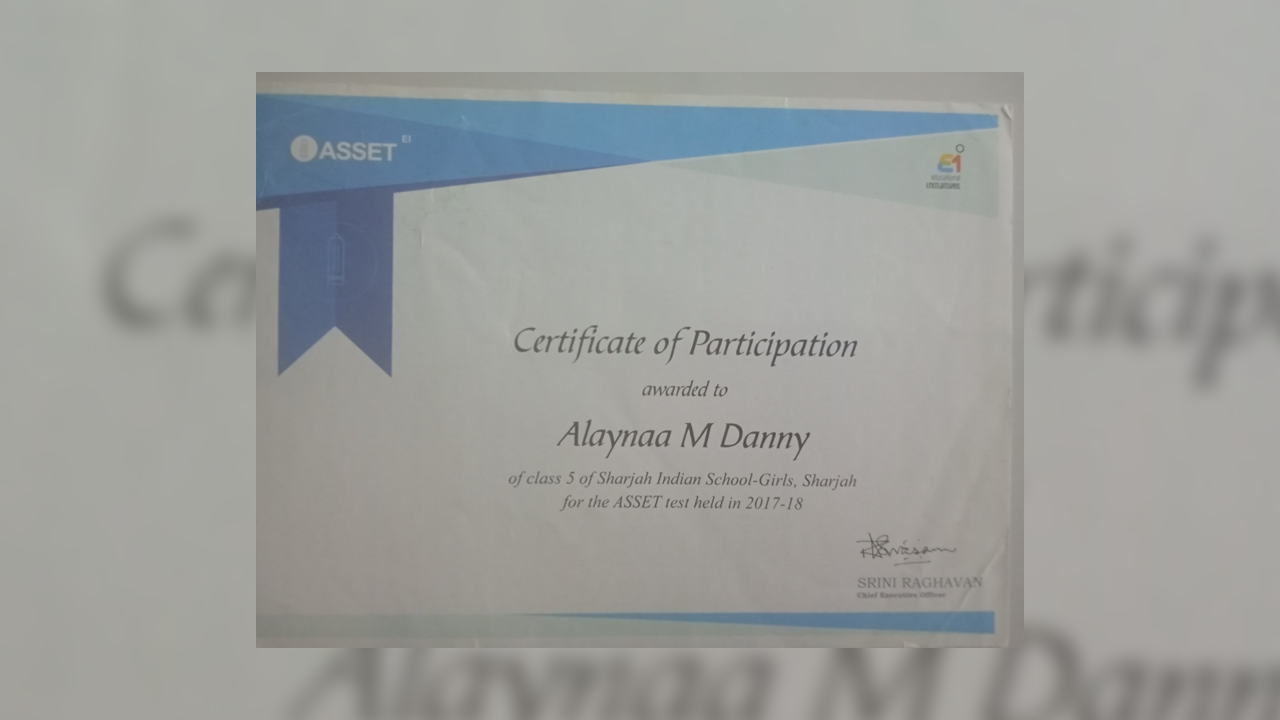 ASSET EI
Ei
educational
initiatives
Certificate of Participation
awarded to
Alaynaa M Danny
of class 5 of Sharjah Indian School-Girls, Sharjah
for the ASSET test held in 2017-18
SRINI RAGHAVAN
Chief Executive Officer